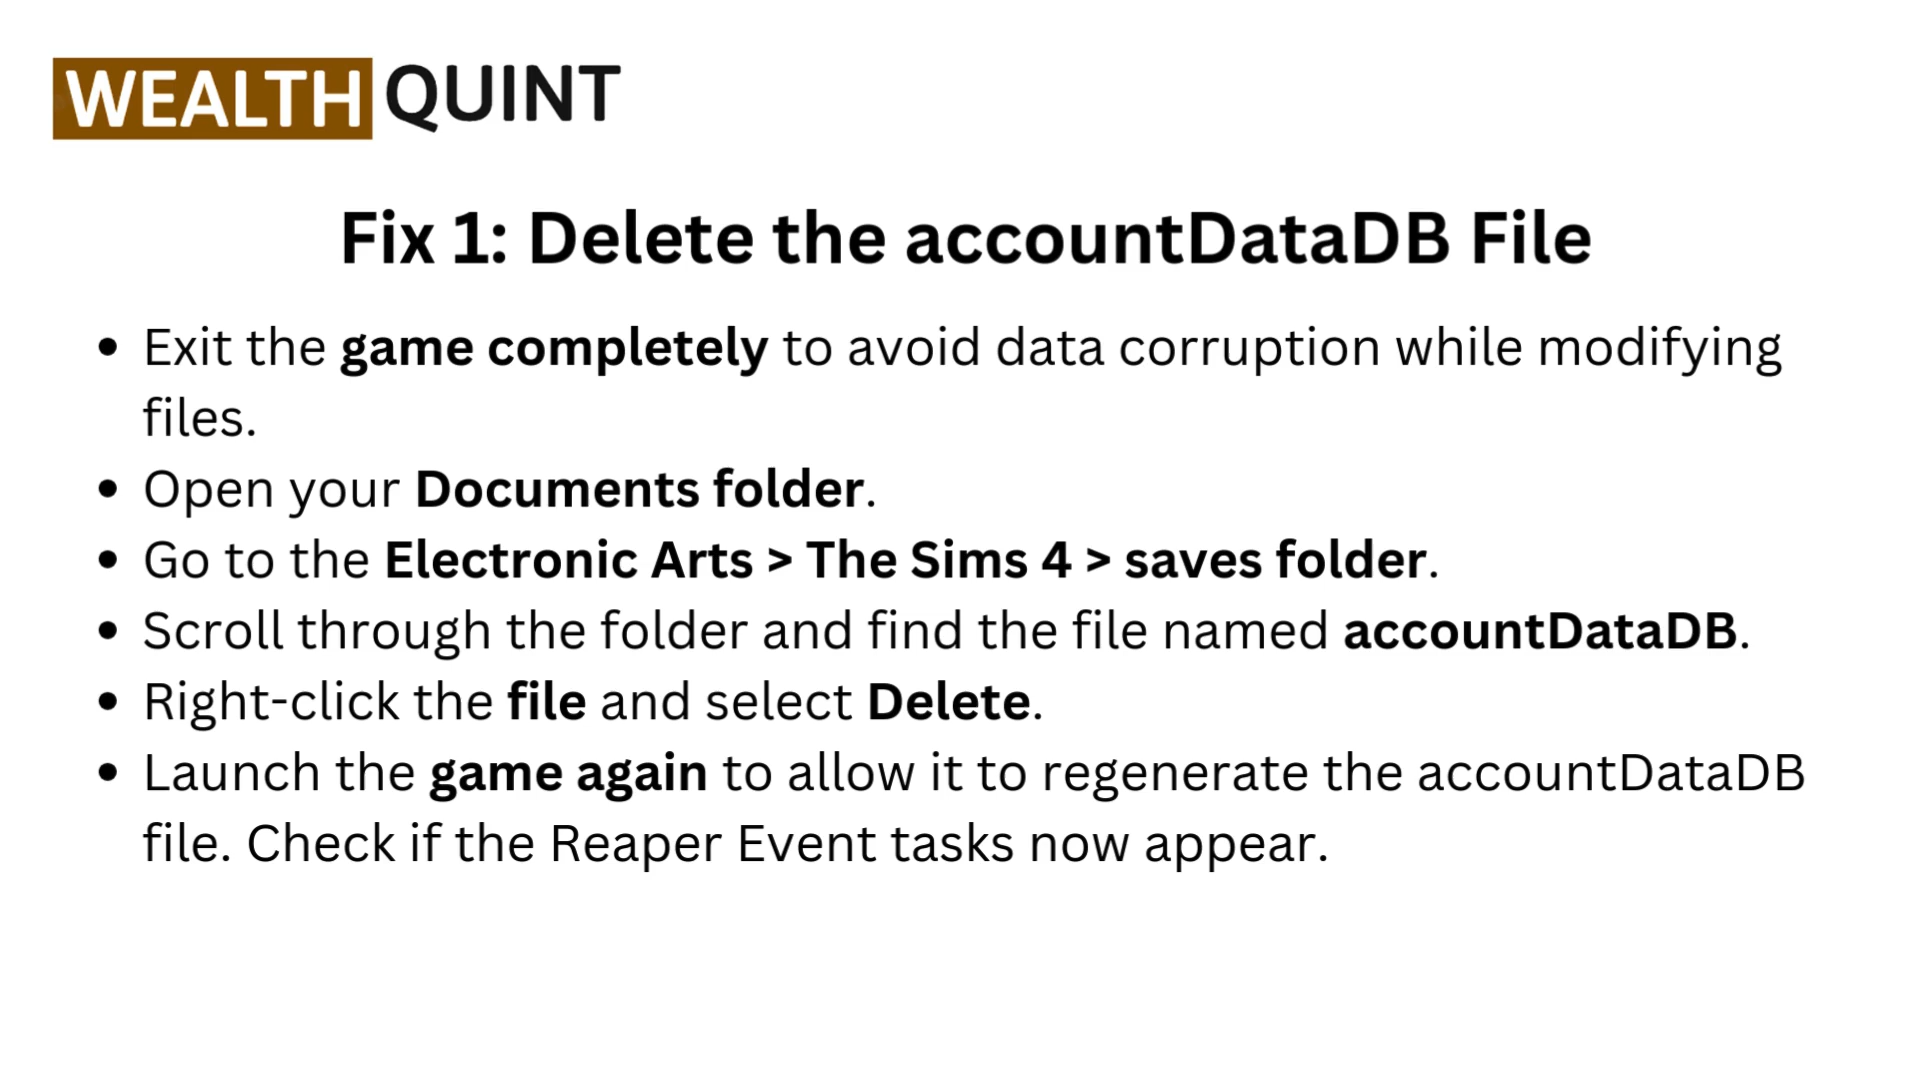 WEALTH QUINT
Fix 1: Delete the accountDataDB File
• Exit the game completely to avoid data corruption while modifying
files.
• Open your Documents folder.
• Go to the Electronic Arts > The Sims 4 > saves folder.
• Scroll through the folder and find the file named accountDataDB.
• Right-click the file and select Delete.
• Launch the game again to allow it to regenerate the accountDataDB
file. Check if the Reaper Event tasks now appear.